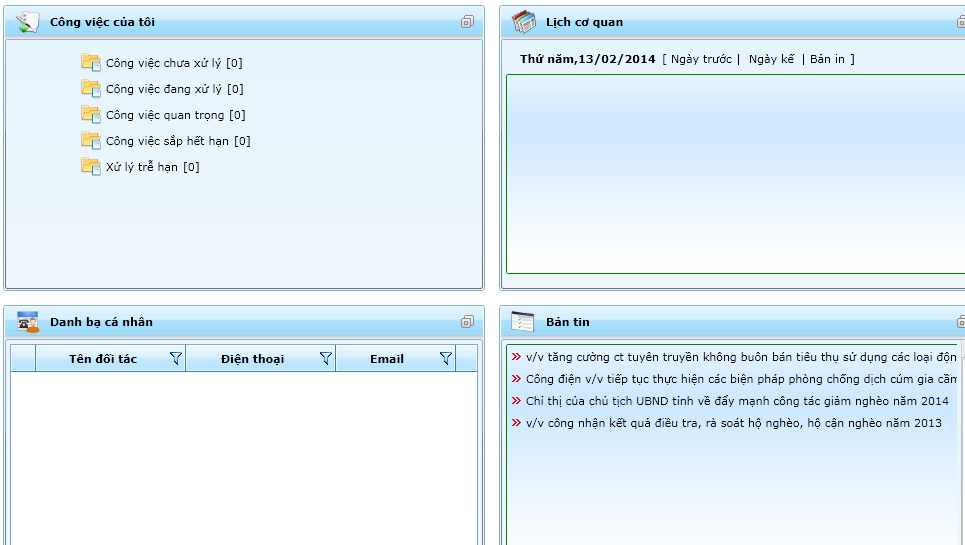 Công việc của tôi
Công việc chưa xử lý [0]
Công việc đang xử lý [0]
Công việc quan trọng [0]
Công việc sắp hết hạn [0]
Xử lý trễ hạn [0]
Lịch cơ quan
Thứ năm,13/02/2014 [ Ngày trước | Ngày kế | Bản in ]
Danh bạ cá nhân
Tên đối tác Điện thoại Email
Bản tin
v/v tăng cường ct tuyên truyền không buôn bán tiêu thụ sử dụng các loại độn
Công điện v/v tiếp tục thực hiện các biện pháp phòng chống dịch cúm gia cầm
Chỉ thị của chủ tịch UBND tỉnh về đẩy mạnh công tác giảm nghèo năm 2014
v/v công nhận kết quả điều tra, rà soát hộ nghèo, hộ cận nghèo năm 2013